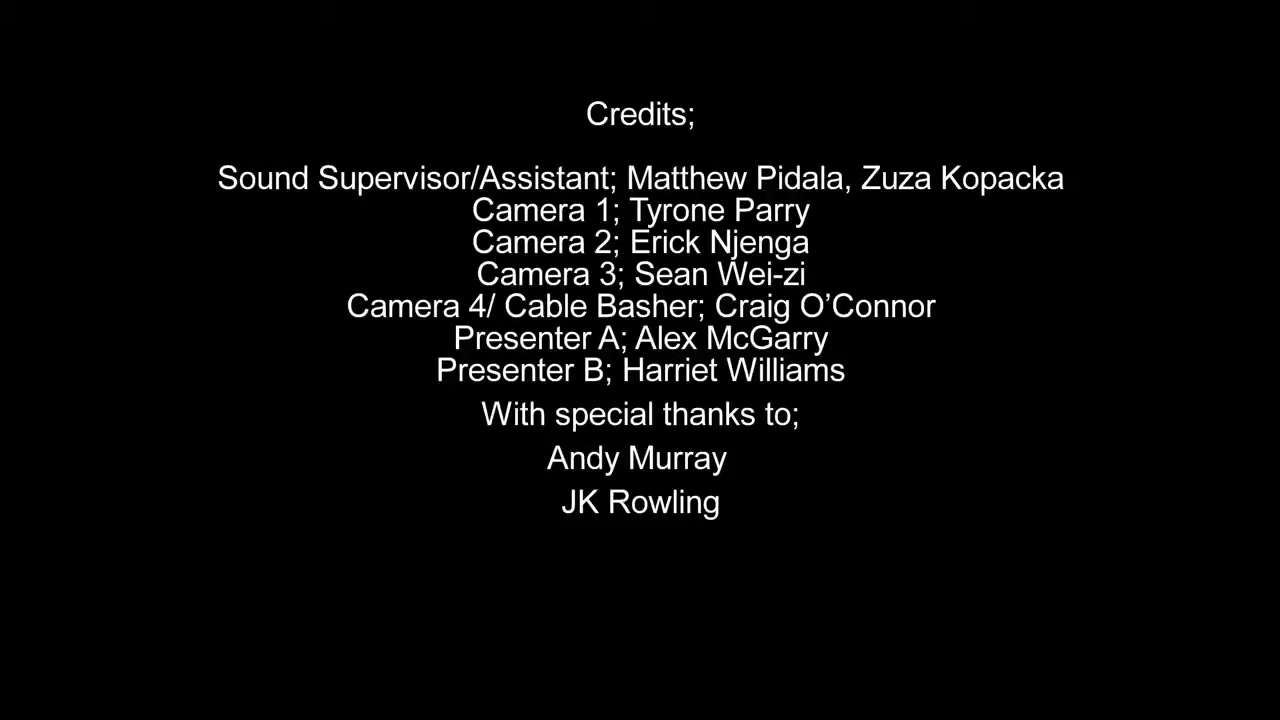 Credits;
Sound Supervisor/Assistant; Matthew Pidala, Zuza Kopacka
Camera 1; Tyrone Parry
Camera 2; Erick Njenga
Camera 3; Sean Wei-zi
Camera 4/ Cable Basher; Craig O’Connor
Presenter A; Alex McGarry
Presenter B; Harriet Williams
With special thanks to;
Andy Murray
JK Rowling